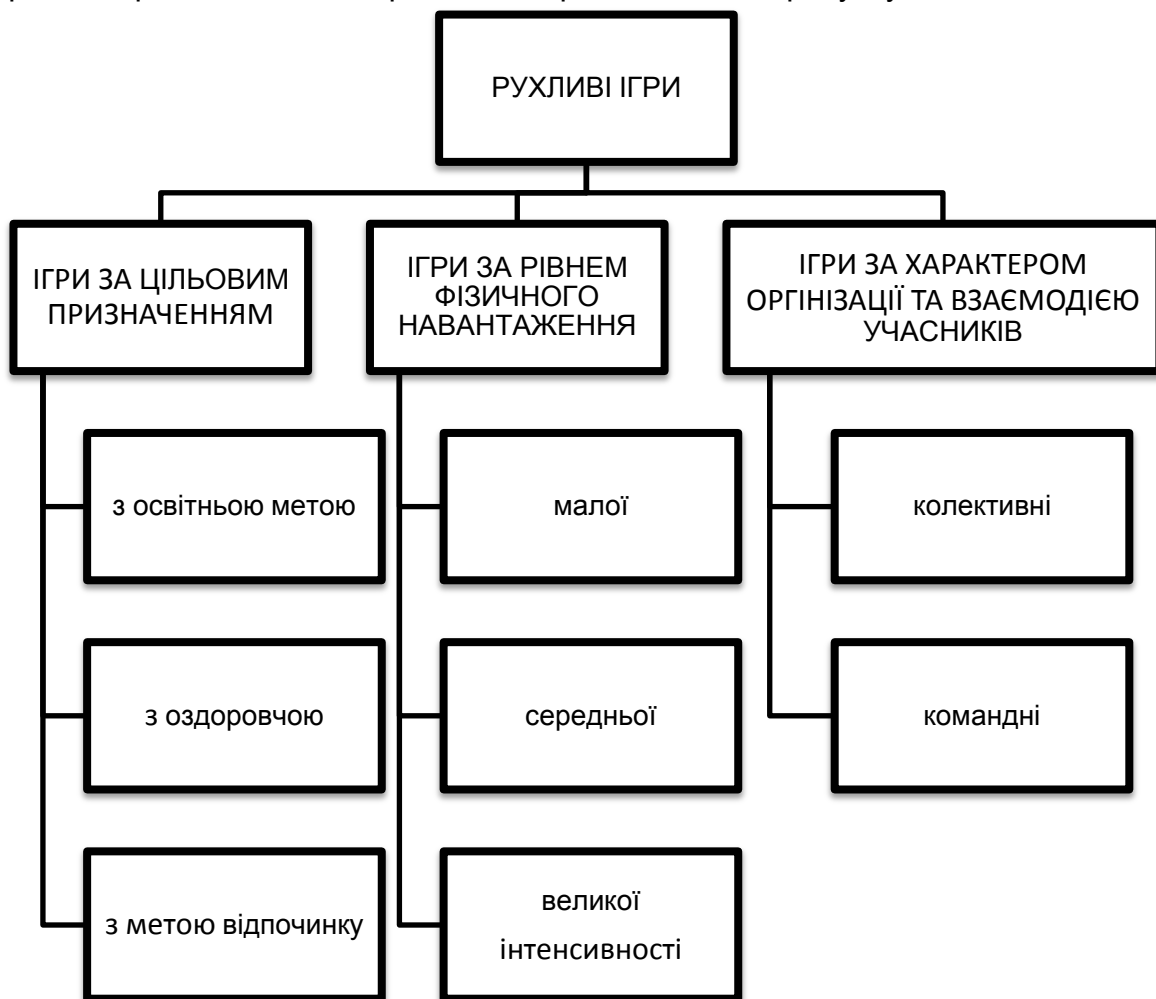 РУХЛИВІ ІГРИ
ІГРИ ЗА ЦІЛЬОВИМ
ПРИЗНАЧЕННЯМ
ІГРИ ЗА РІВНЕМ
ФІЗИЧНОГО
НАВАНТАЖЕННЯ
ІГРИ ЗА ХАРАКТЕРОМ
ОРГІНІЗАЦІЇ ТА ВЗАЄМОДІЄЮ
УЧАСНИКІВ
з освітньою метою
малої
колективні
з оздоровчою
середньої
командні
з метою відпочинку
великої
інтенсивності